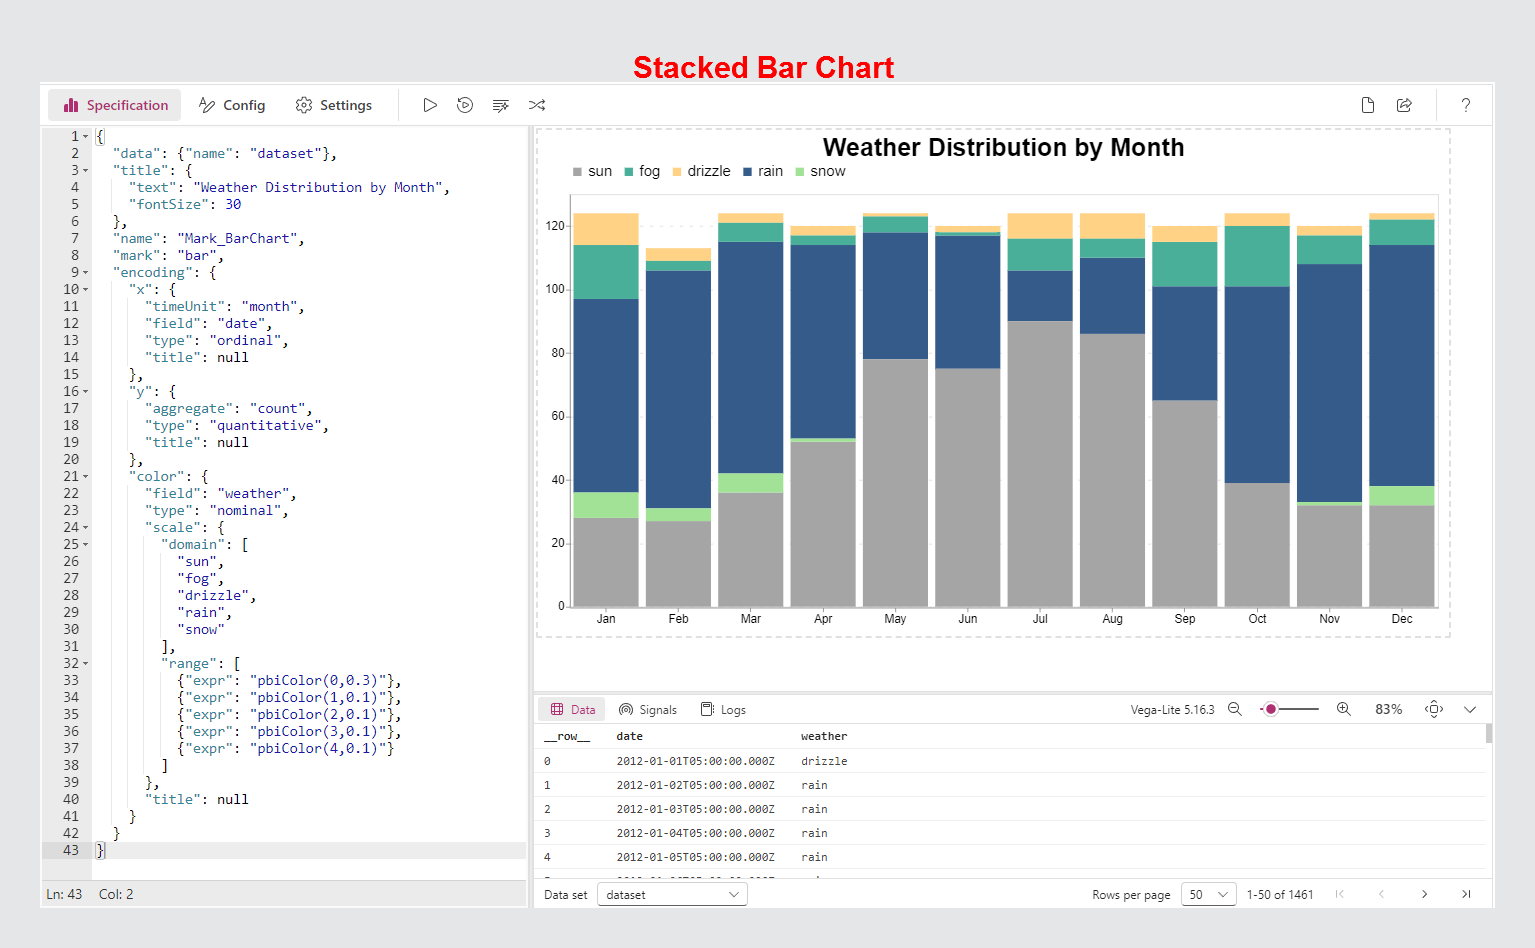 Stacked Bar Chart
Specification Config Settings ?
1 {
2 "data": {"name": "dataset"},
3 "title": {
4 "text": "Weather Distribution by Month",
5 "fontSize": 30
6 },
7 "name": "Mark_BarChart",
8 "mark": "bar",
9 "encoding": {
10 "x": {
11 "timeUnit": "month",
12 "field": "date",
13 "type": "ordinal",
14 "title": null
15 },
16 "y": {
17 "aggregate": "count",
18 "type": "quantitative",
19 "title": null
20 },
21 "color": {
22 "field": "weather",
23 "type": "nominal",
24 "scale": {
25 "domain": [
26 "sun",
27 "fog",
28 "drizzle",
29 "rain",
30 "snow"
31 ],
32 "range": [
33 {"expr": "pbiColor(0,0.3)"},
34 {"expr": "pbiColor(1,0.1)"},
35 {"expr": "pbiColor(2,0.1)"},
36 {"expr": "pbiColor(3,0.1)"},
37 {"expr": "pbiColor(4,0.1)"}
38 ]
39 },
40 "title": null
41 }
42 }
43 }
Ln: 43 Col: 2
Weather Distribution by Month
sun fog drizzle rain snow
120
100
80
60
40
20
0
Jan Feb Mar Apr May Jun Jul Aug Sep Oct Nov Dec
Data Signals Logs Vega-Lite 5.16.3 83%
__row__ date weather
0 2012-01-01T05:00:00.000Z drizzle
1 2012-01-02T05:00:00.000Z rain
2 2012-01-03T05:00:00.000Z rain
3 2012-01-04T05:00:00.000Z rain
4 2012-01-05T05:00:00.000Z rain
Data set dataset Rows per page 50 1-50 of 1461